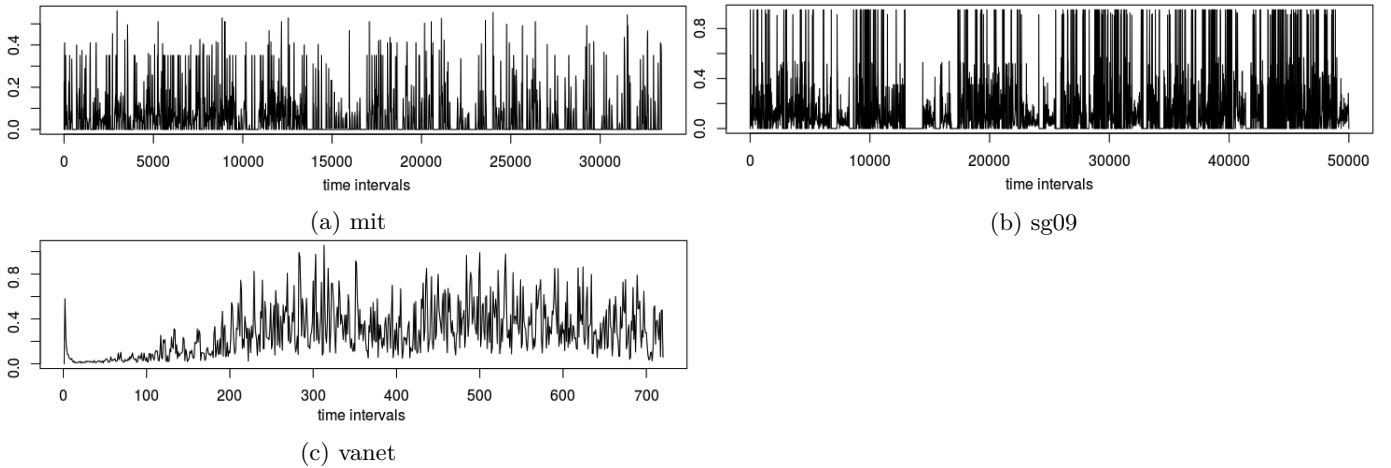 0.4
0.2
0.0
0 5000 10000 15000 20000 25000 30000
time intervals
(a) mit
0.8
0.4
0.0
0 10000 20000 30000 40000 50000
time intervals
(b) sg09
0.8
0.4
0.0
0 100 200 300 400 500 600 700
time intervals
(c) vanet